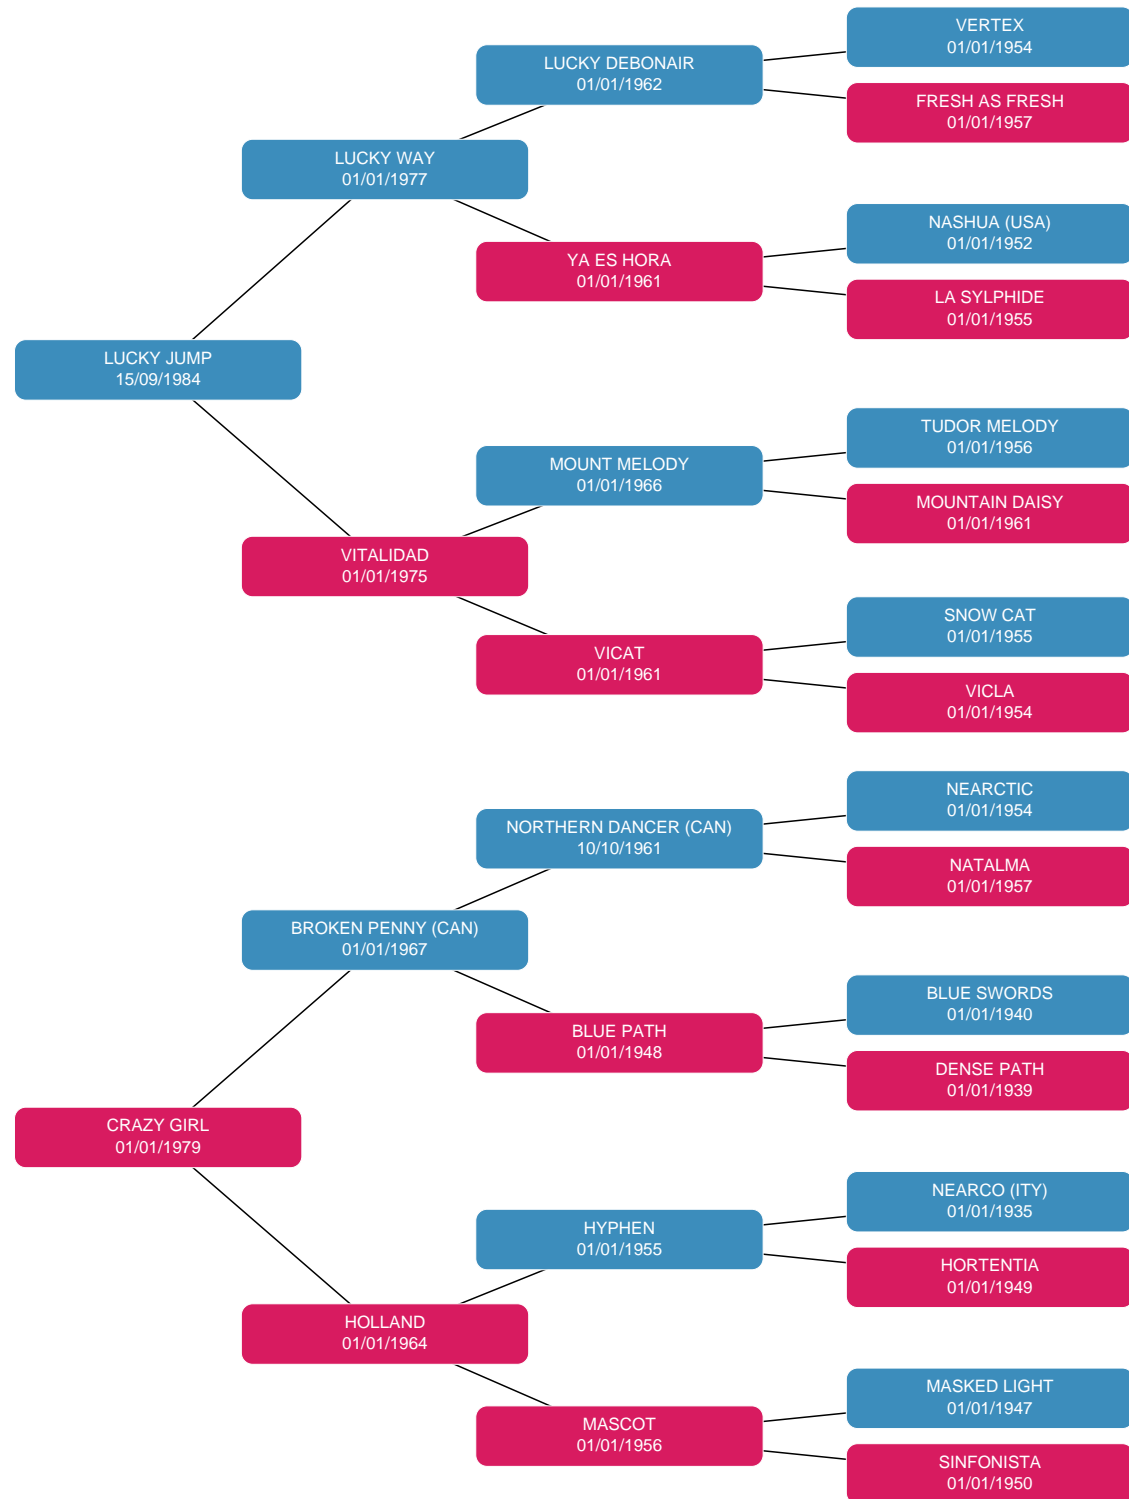 VERTEX
01/01/1954
LUCKY DEBONAIR
01/01/1962
FRESH AS FRESH
01/01/1957
LUCKY WAY
01/01/1977
NASHUA (USA)
01/01/1952
YA ES HORA
01/01/1961
LA SYLPHIDE
01/01/1955
LUCKY JUMP
15/09/1984
TUDOR MELODY
01/01/1956
MOUNT MELODY
01/01/1966
MOUNTAIN DAISY
01/01/1961
VITALIDAD
01/01/1975
SNOW CAT
01/01/1955
VICAT
01/01/1961
VICLA
01/01/1954
NEARCTIC
01/01/1954
NORTHERN DANCER (CAN)
10/10/1961
NATALMA
01/01/1957
BROKEN PENNY (CAN)
01/01/1967
BLUE SWORDS
01/01/1940
BLUE PATH
01/01/1948
DENSE PATH
01/01/1939
CRAZY GIRL
01/01/1979
NEARCO (ITY)
01/01/1935
HYPHEN
01/01/1955
HORTENTIA
01/01/1949
HOLLAND
01/01/1964
MASKED LIGHT
01/01/1947
MASCOT
01/01/1956
SINFONISTA
01/01/1950